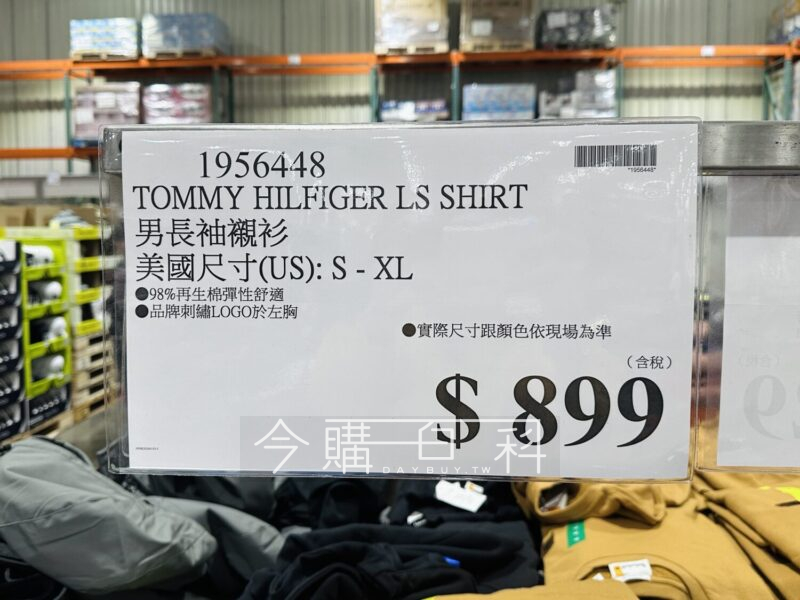 1956448
*1956448*
TOMMY HILFIGER LS SHIRT
男長袖襯衫
美國尺寸(US): S - XL
●98%再生棉彈性舒適
●品牌刺繡LOGO於左胸
●實際尺寸跟顏色依現場為準
(含稅)
$ 899
今購百科
DAYBUY.TW